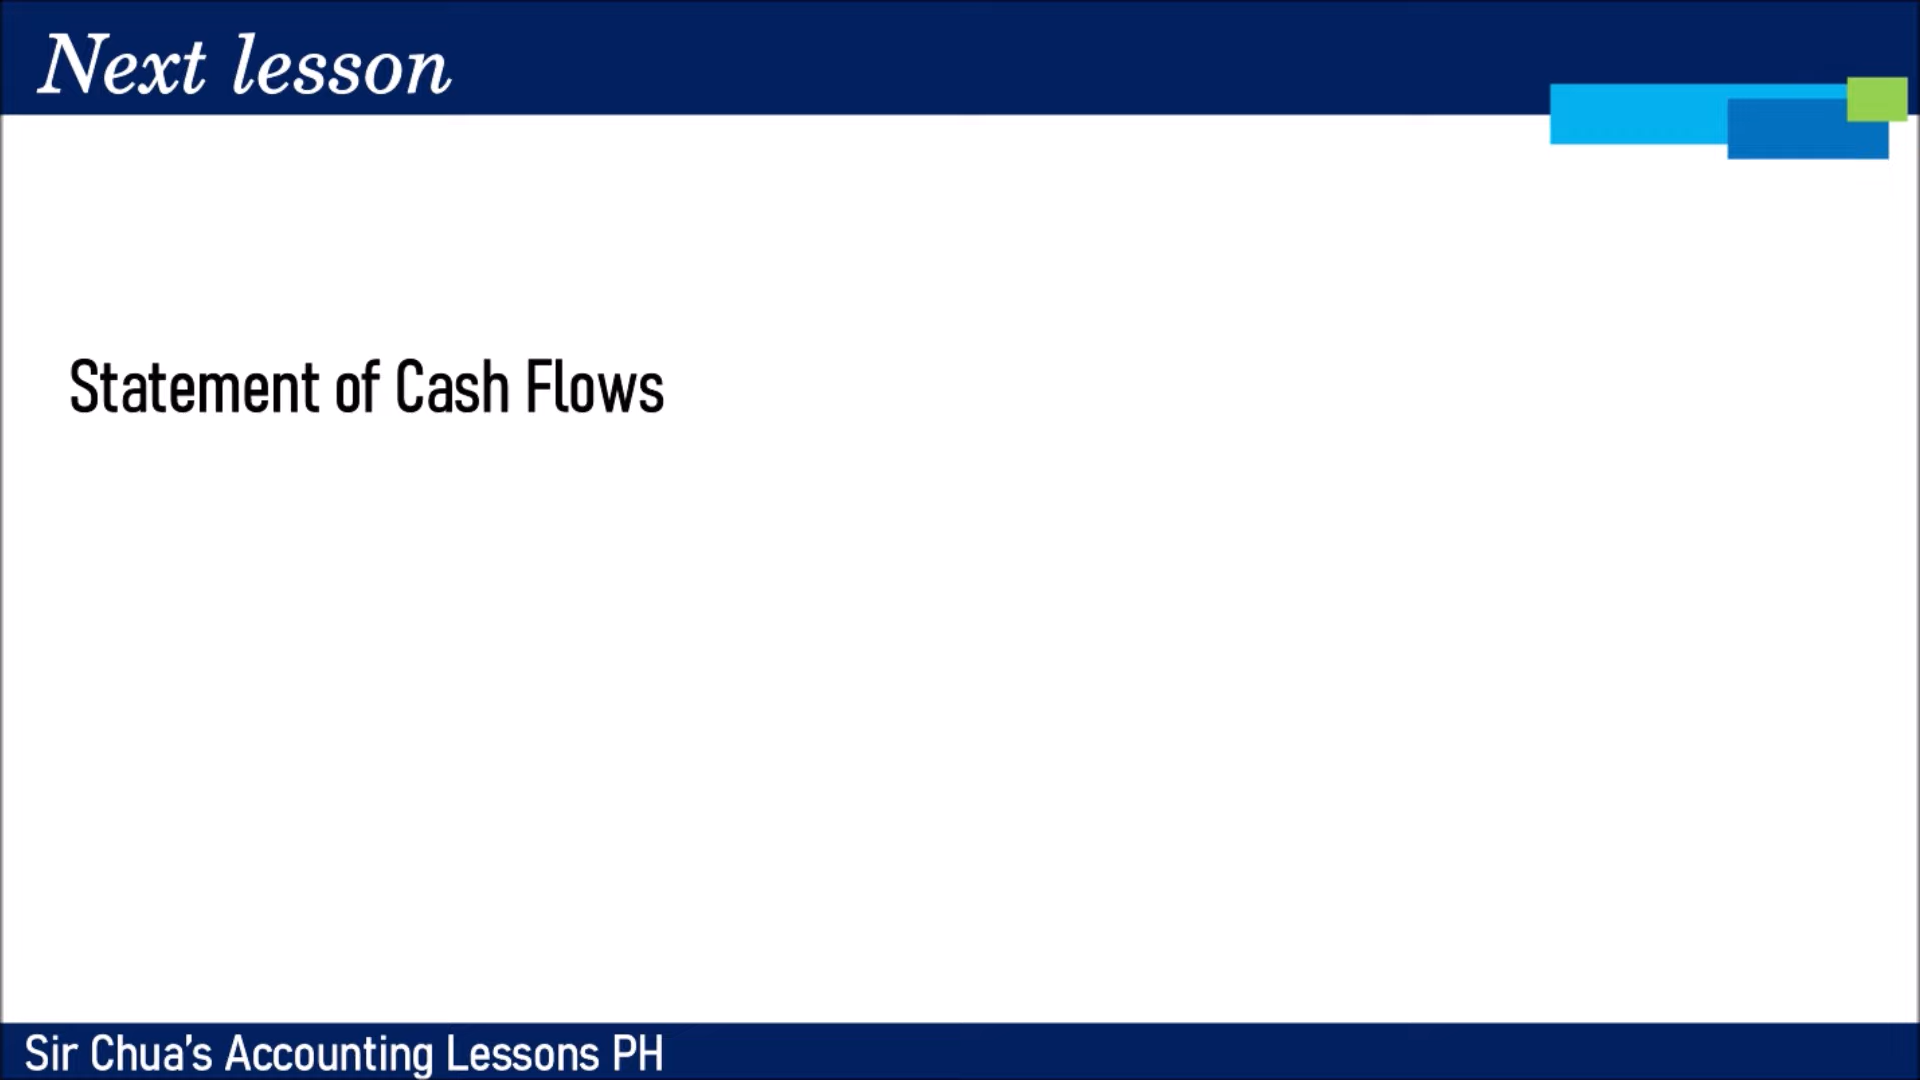 Next lesson
Statement of Cash Flows
Sir Chua's Accounting Lessons PH